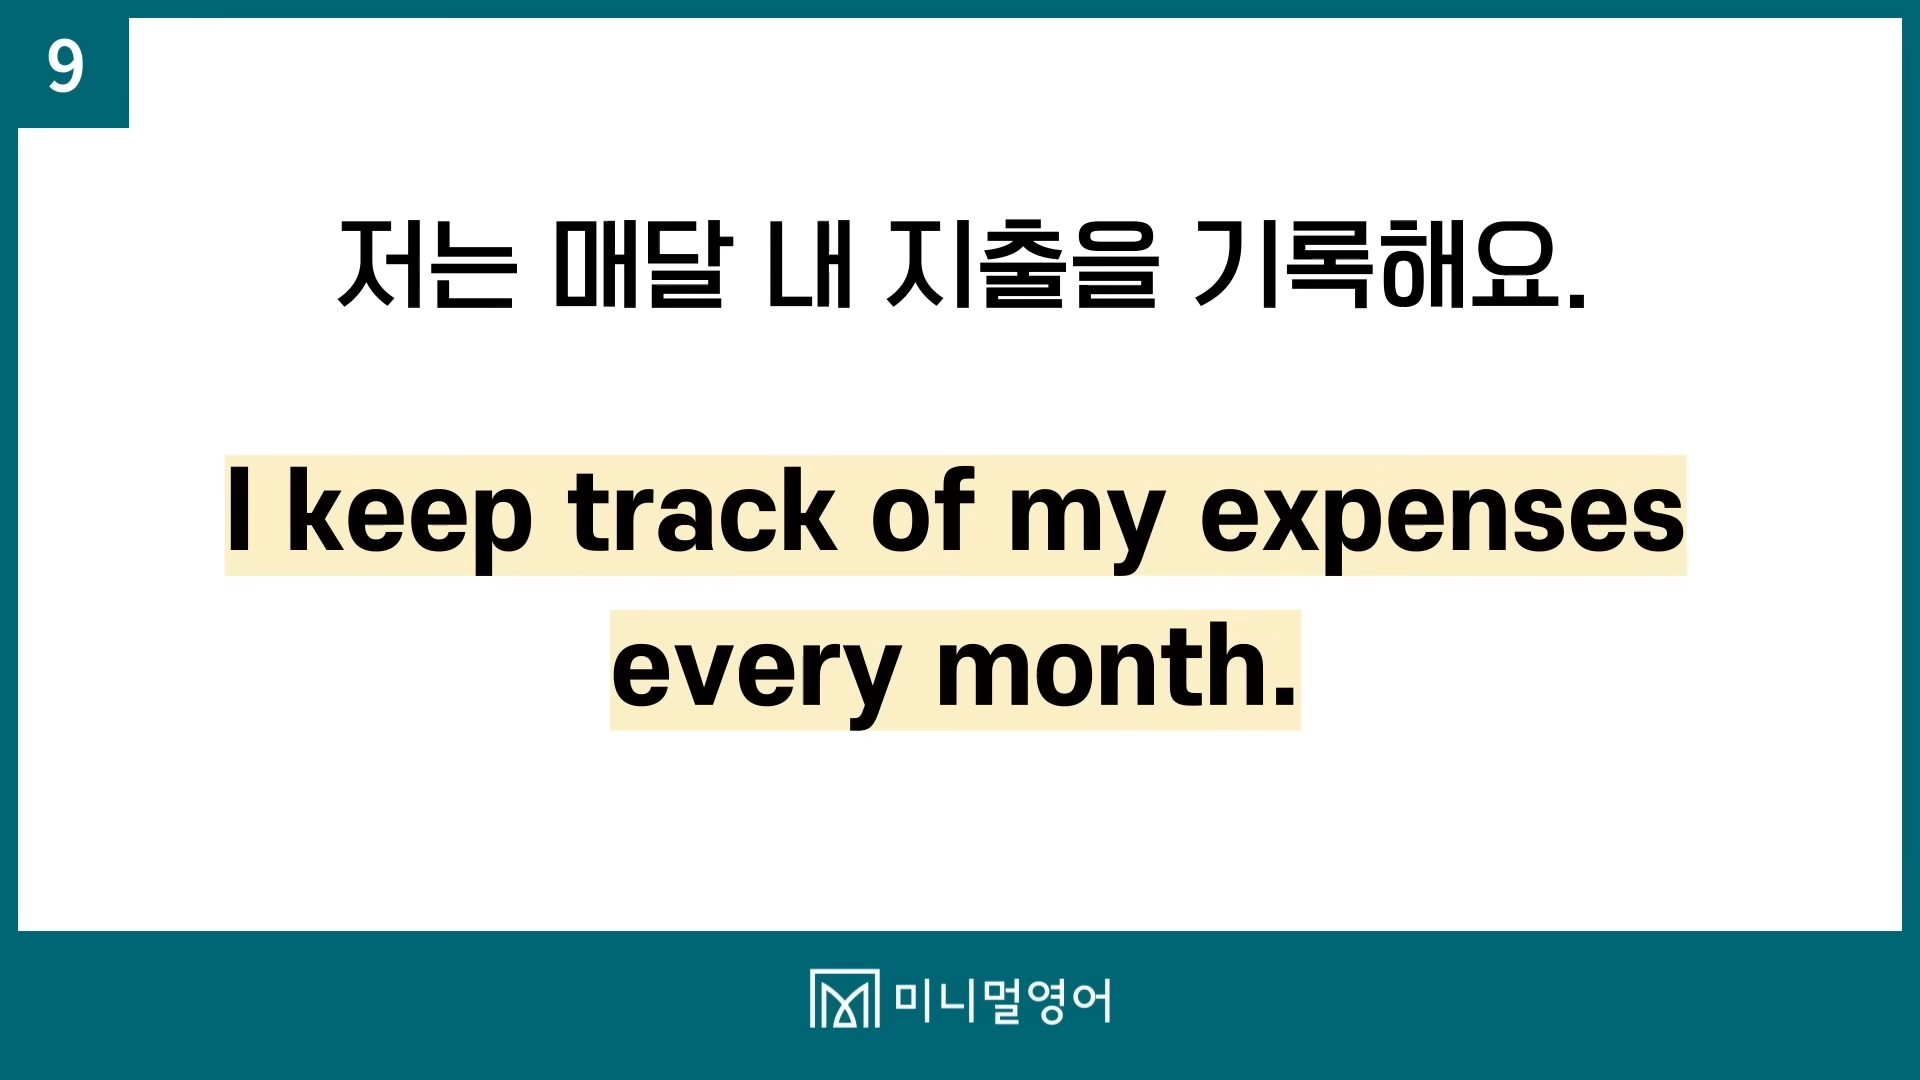 9
저는 매달 내 지출을 기록해요.
I keep track of my expenses
every month.
미니멀영어